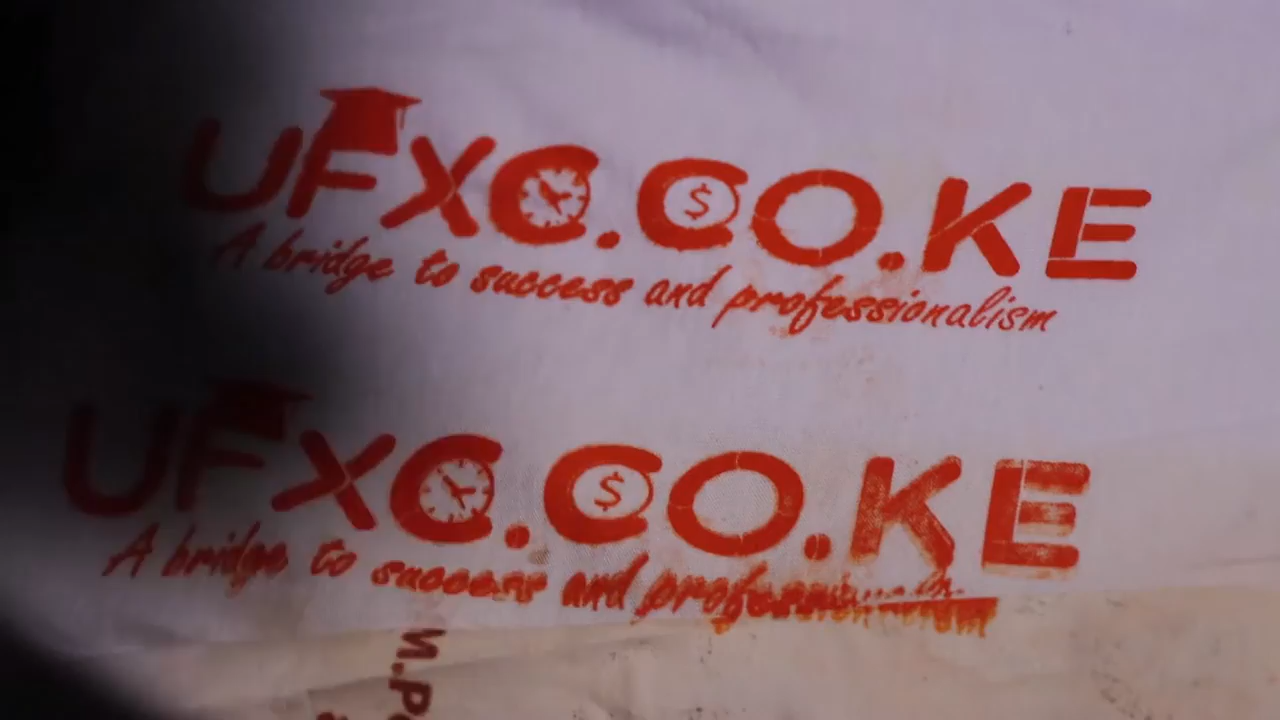 UFXC.CO.KE
A bridge to success and professionalism
UFXC.CO.KE
A bridge to success and